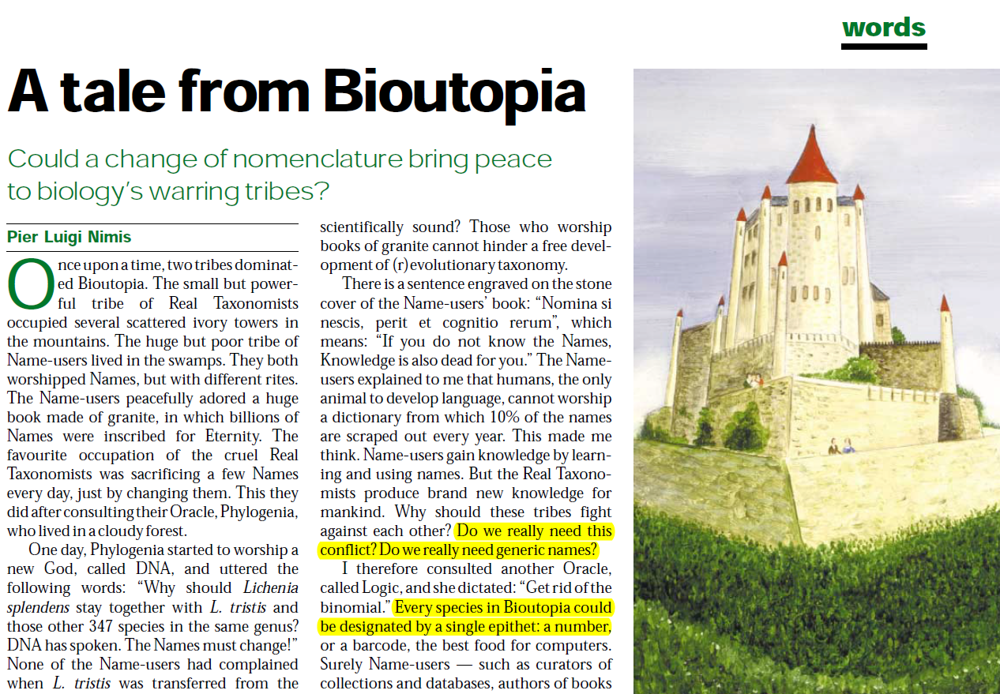 words
A tale from Bioutopia
Could a change of nomenclature bring peace
to biology's warring tribes?
Pier Luigi Nimis
Once upon a time, two tribes dominat-
ed Bioutopia. The small but power-
ful tribe of Real Taxonomists
occupied several scattered ivory towers in
the mountains. The huge but poor tribe of
Name-users lived in the swamps. They both
worshipped Names, but with different rites.
The Name-users peacefully adored a huge
book made of granite, in which billions of
Names were inscribed for Eternity. The
favourite occupation of the cruel Real
Taxonomists was sacrificing a few Names
every day, just by changing them. This they
did after consulting their Oracle, Phylogenia,
who lived in a cloudy forest.
One day, Phylogenia started to worship a
new God, called DNA, and uttered the
following words: “Why should Lichenia
splendens stay together with L. tristis and
those other 347 species in the same genus?
DNA has spoken. The Names must change!”
None of the Name-users had complained
when L. tristis was transferred from the
scientifically sound? Those who worship
books of granite cannot hinder a free devel-
opment of (r)evolutionary taxonomy.
There is a sentence engraved on the stone
cover of the Name-users’ book: “Nomina si
nescis, perit et cognitio rerum”, which
means: “If you do not know the Names,
Knowledge is also dead for you.” The Name-
users explained to me that humans, the only
animal to develop language, cannot worship
a dictionary from which 10% of the names
are scraped out every year. This made me
think. Name-users gain knowledge by learn-
ing and using names. But the Real Taxono-
mists produce brand new knowledge for
mankind. Why should these tribes fight
against each other? Do we really need this
conflict? Do we really need generic names?
I therefore consulted another Oracle,
called Logic, and she dictated: “Get rid of the
binomial.” Every species in Bioutopia could
be designated by a single epithet: a number,
or a barcode, the best food for computers.
Surely Name-users — such as curators of
collections and databases, authors of books